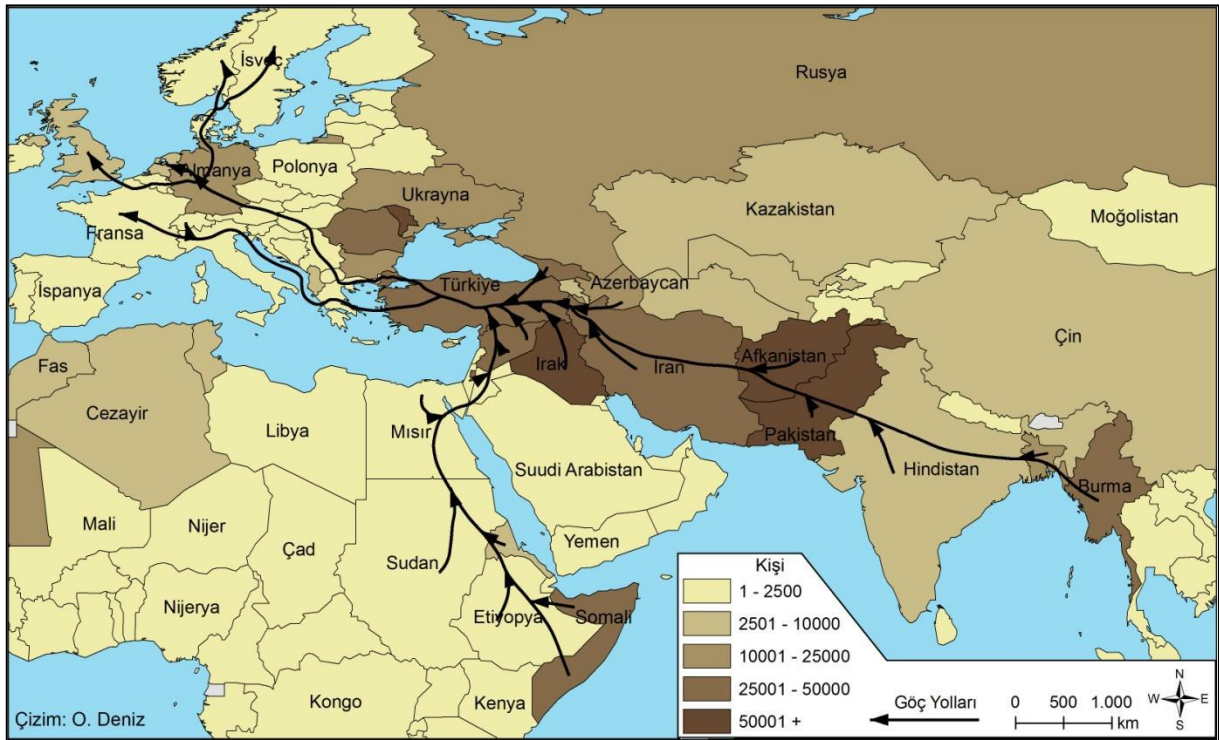 İsveç
Rusya
Almanya
Polonya
Ukrayna
Kazakistan
Moğolistan
Fransa
İspanya
Türkiye
Azerbaycan
Çin
Fas
Irak
İran
Afkanistan
Cezayir
Libya
Mısır
Pakistan
Suudi Arabistan
Hindistan
Burma
Mali
Nijer
Çad
Sudan
Yemen
Nijerya
Etiyopya
Somali
Kongo
Kenya
Çizim: O. Deniz
Kişi
1 - 2500
2501 - 10000
10001 - 25000
25001 - 50000
50001 +
Göç Yolları
0 500 1.000
km
N
W E
S